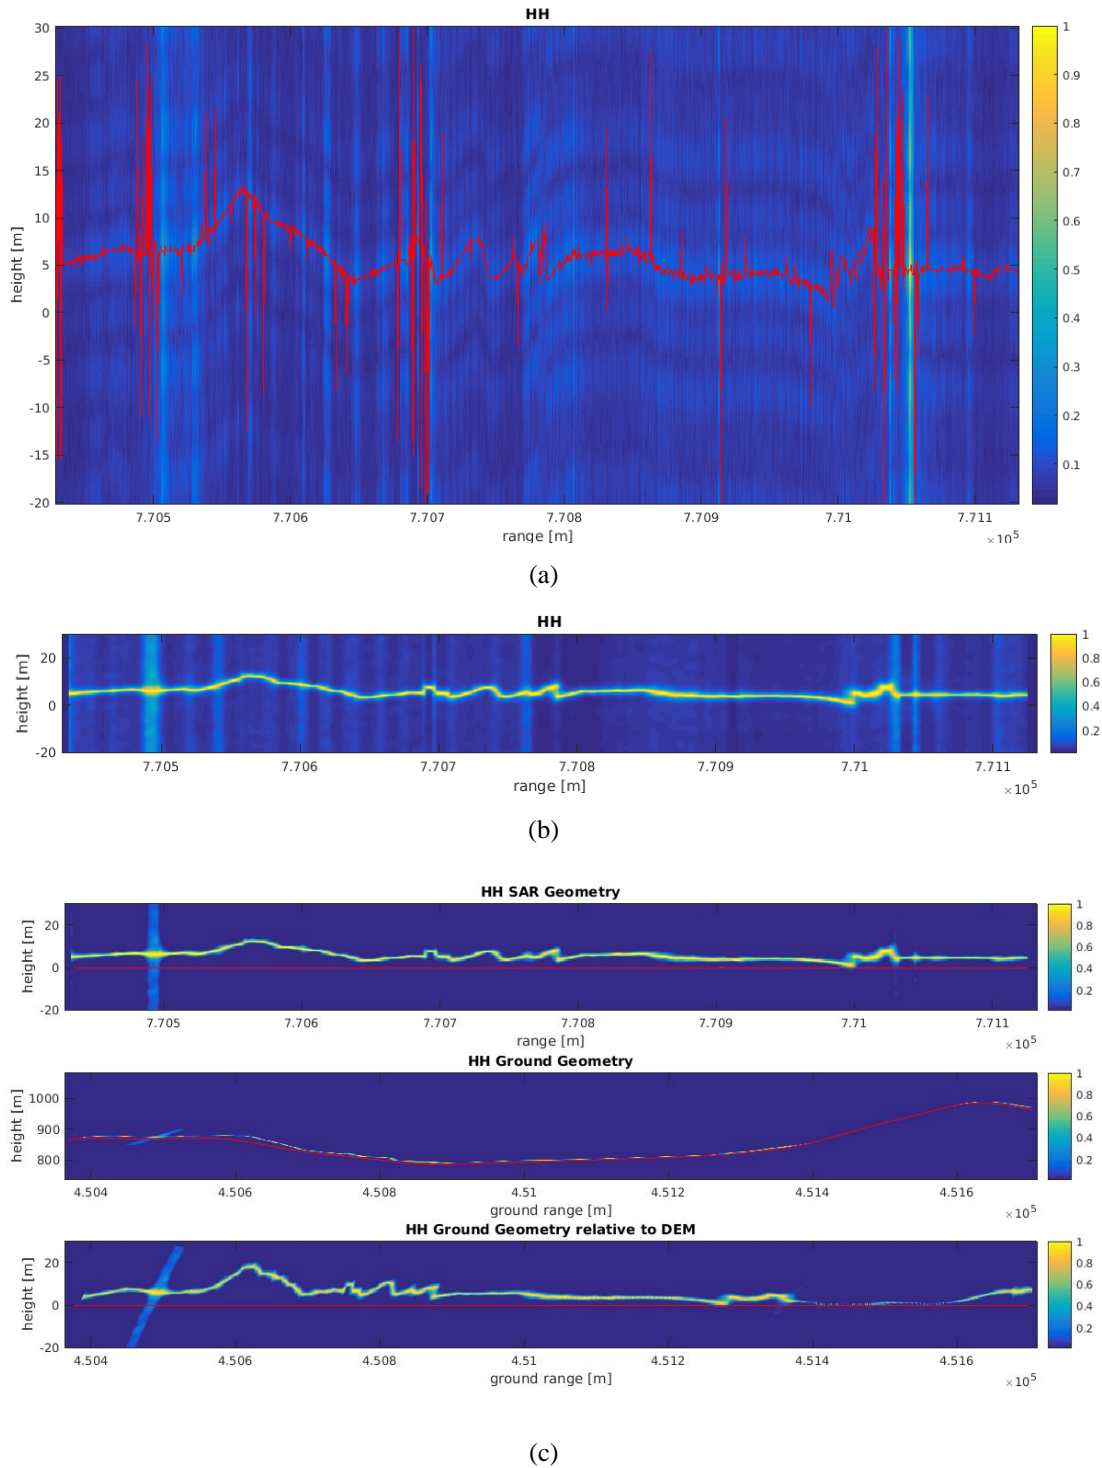 HH
30
25
20
15
10
5
0
-5
-10
-15
-20
height [m]
7.705 7.706 7.707 7.708 7.709 7.71 7.711
range [m]
×10^5
1
0.9
0.8
0.7
0.6
0.5
0.4
0.3
0.2
0.1
(a)
HH
20
0
-20
height [m]
7.705 7.706 7.707 7.708 7.709 7.71 7.711
range [m]
×10^5
1
0.8
0.6
0.4
0.2
(b)
HH SAR Geometry
20
0
-20
height [m]
7.705 7.706 7.707 7.708 7.709 7.71 7.711
range [m]
×10^5
1
0.8
0.6
0.4
0.2
HH Ground Geometry
1000
900
800
height [m]
4.504 4.506 4.508 4.51 4.512 4.514 4.516
ground range [m]
×10^5
1
0.8
0.6
0.4
0.2
HH Ground Geometry relative to DEM
20
0
-20
height [m]
4.504 4.506 4.508 4.51 4.512 4.514 4.516
ground range [m]
×10^5
1
0.8
0.6
0.4
0.2
(c)